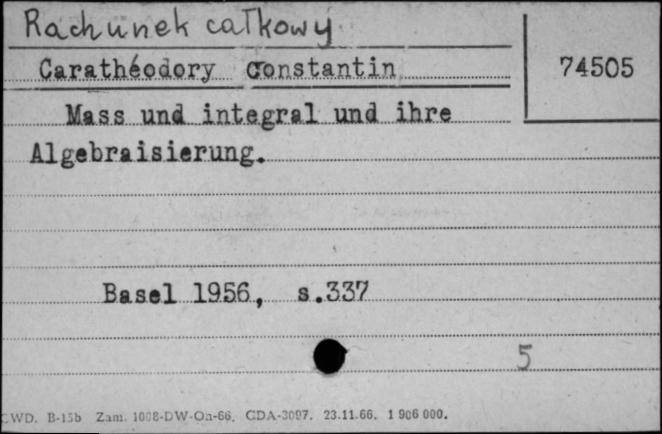 Rachunek całkowy
Carathéodory Constantin
74505
Mass und integral und ihre
Algebraisierung.
Basel 1956, s.337
5
CWD. B-15b Zam. 1008-DW-On-66. CDA-3097. 23.11.66. 1 906 000.